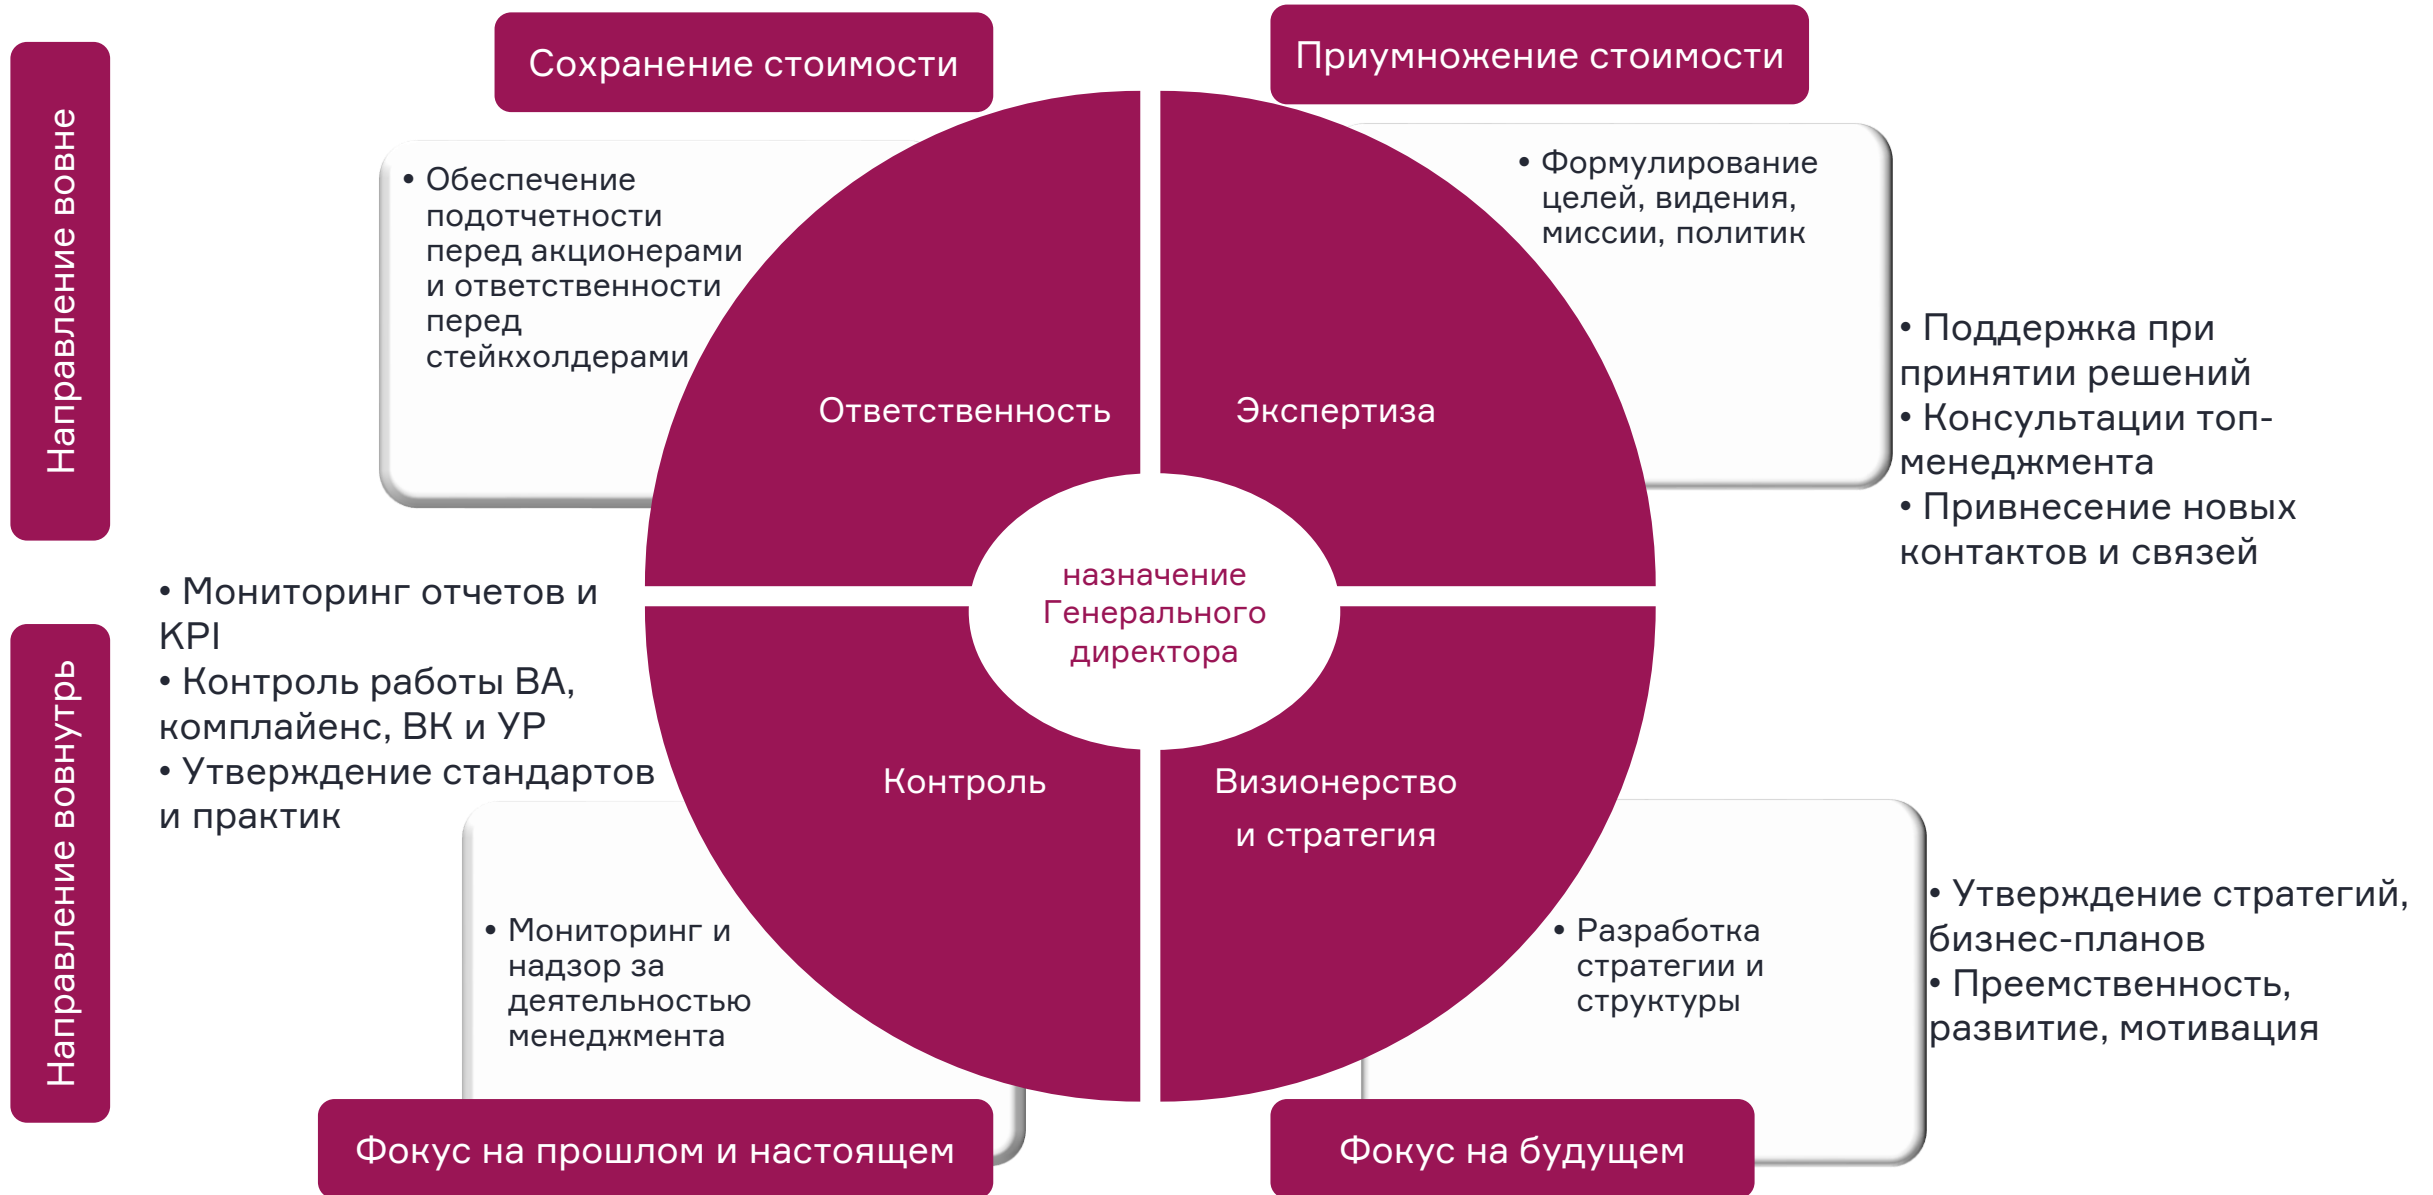 Сохранение стоимости
Приумножение стоимости
Направление вовне
• Обеспечение
подотчетности
перед акционерами
и ответственности
перед
стейкхолдерами
• Формулирование
целей, видения,
миссии, политик
• Поддержка при
принятии решений
• Консультации топ-
менеджмента
• Привнесение новых
контактов и связей
Ответственность
Экспертиза
назначение
Генерального
директора
Направление вовнутрь
• Мониторинг отчетов и
KPI
• Контроль работы ВА,
комплайенс, ВК и УР
• Утверждение стандартов
и практик
Контроль
Визионерство
и стратегия
• Мониторинг и
надзор за
деятельностью
менеджмента
• Разработка
стратегии и
структуры
• Утверждение стратегий,
бизнес-планов
• Преемственность,
развитие, мотивация
Фокус на прошлом и настоящем
Фокус на будущем